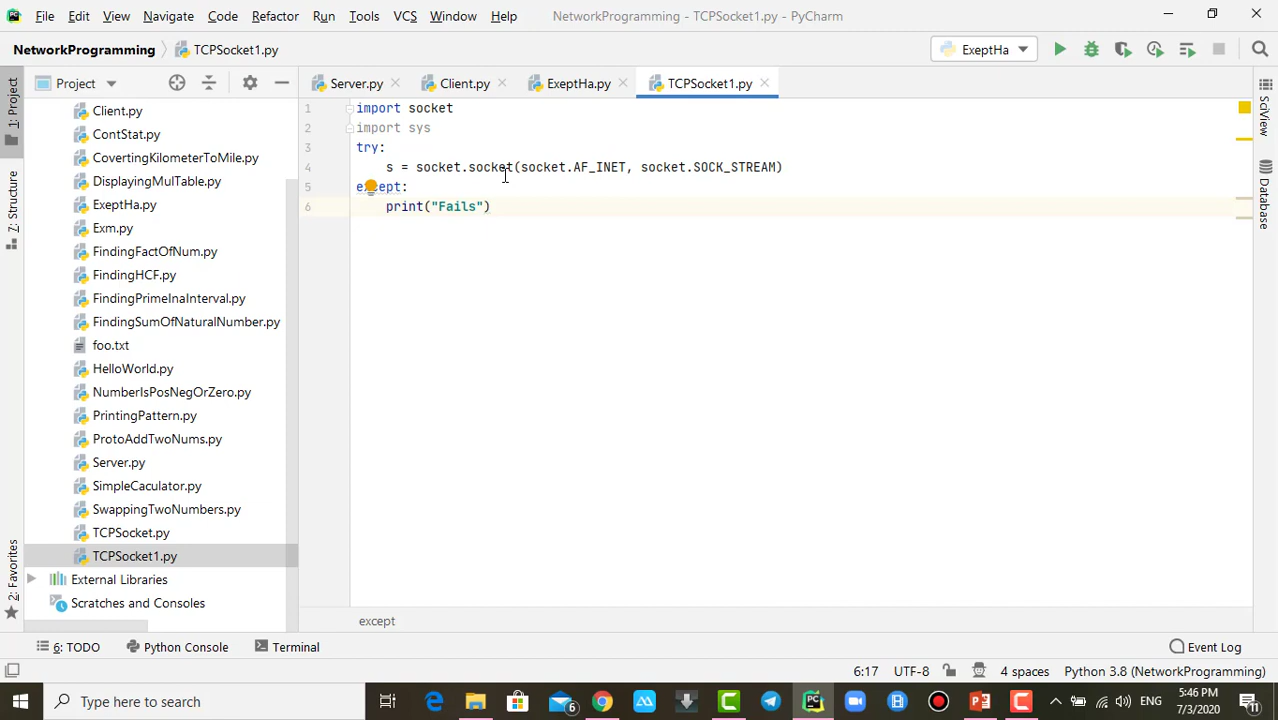 File Edit View Navigate Code Refactor Run Tools VCS Window Help NetworkProgramming - TCPSocket1.py - PyCharm
NetworkProgramming TCPSocket1.py ExeptHa
Project Server.py Client.py ExeptHa.py TCPSocket1.py
1: Project
7: Structure
2: Favorites
Client.py
ContStat.py
CovertingKilometerToMile.py
DisplayingMulTable.py
ExeptHa.py
Exm.py
FindingFactOfNum.py
FindingHCF.py
FindingPrimeInaInterval.py
FindingSumOfNaturalNumber.py
foo.txt
HelloWorld.py
NumberIsPosNegOrZero.py
PrintingPattern.py
ProtoAddTwoNums.py
Server.py
SimpleCaculator.py
SwappingTwoNumbers.py
TCPSocket.py
TCPSocket1.py
External Libraries
Scratches and Consoles
1 import socket
2 import sys
3 try:
4 s = socket.socket(socket.AF_INET, socket.SOCK_STREAM)
5 except:
6 print("Fails")
SciView
Database
except
6: TODO Python Console Terminal Event Log
6:17 UTF-8 4 spaces Python 3.8 (NetworkProgramming)
Type here to search 6 ENG 5:46 PM
7/3/2020 11